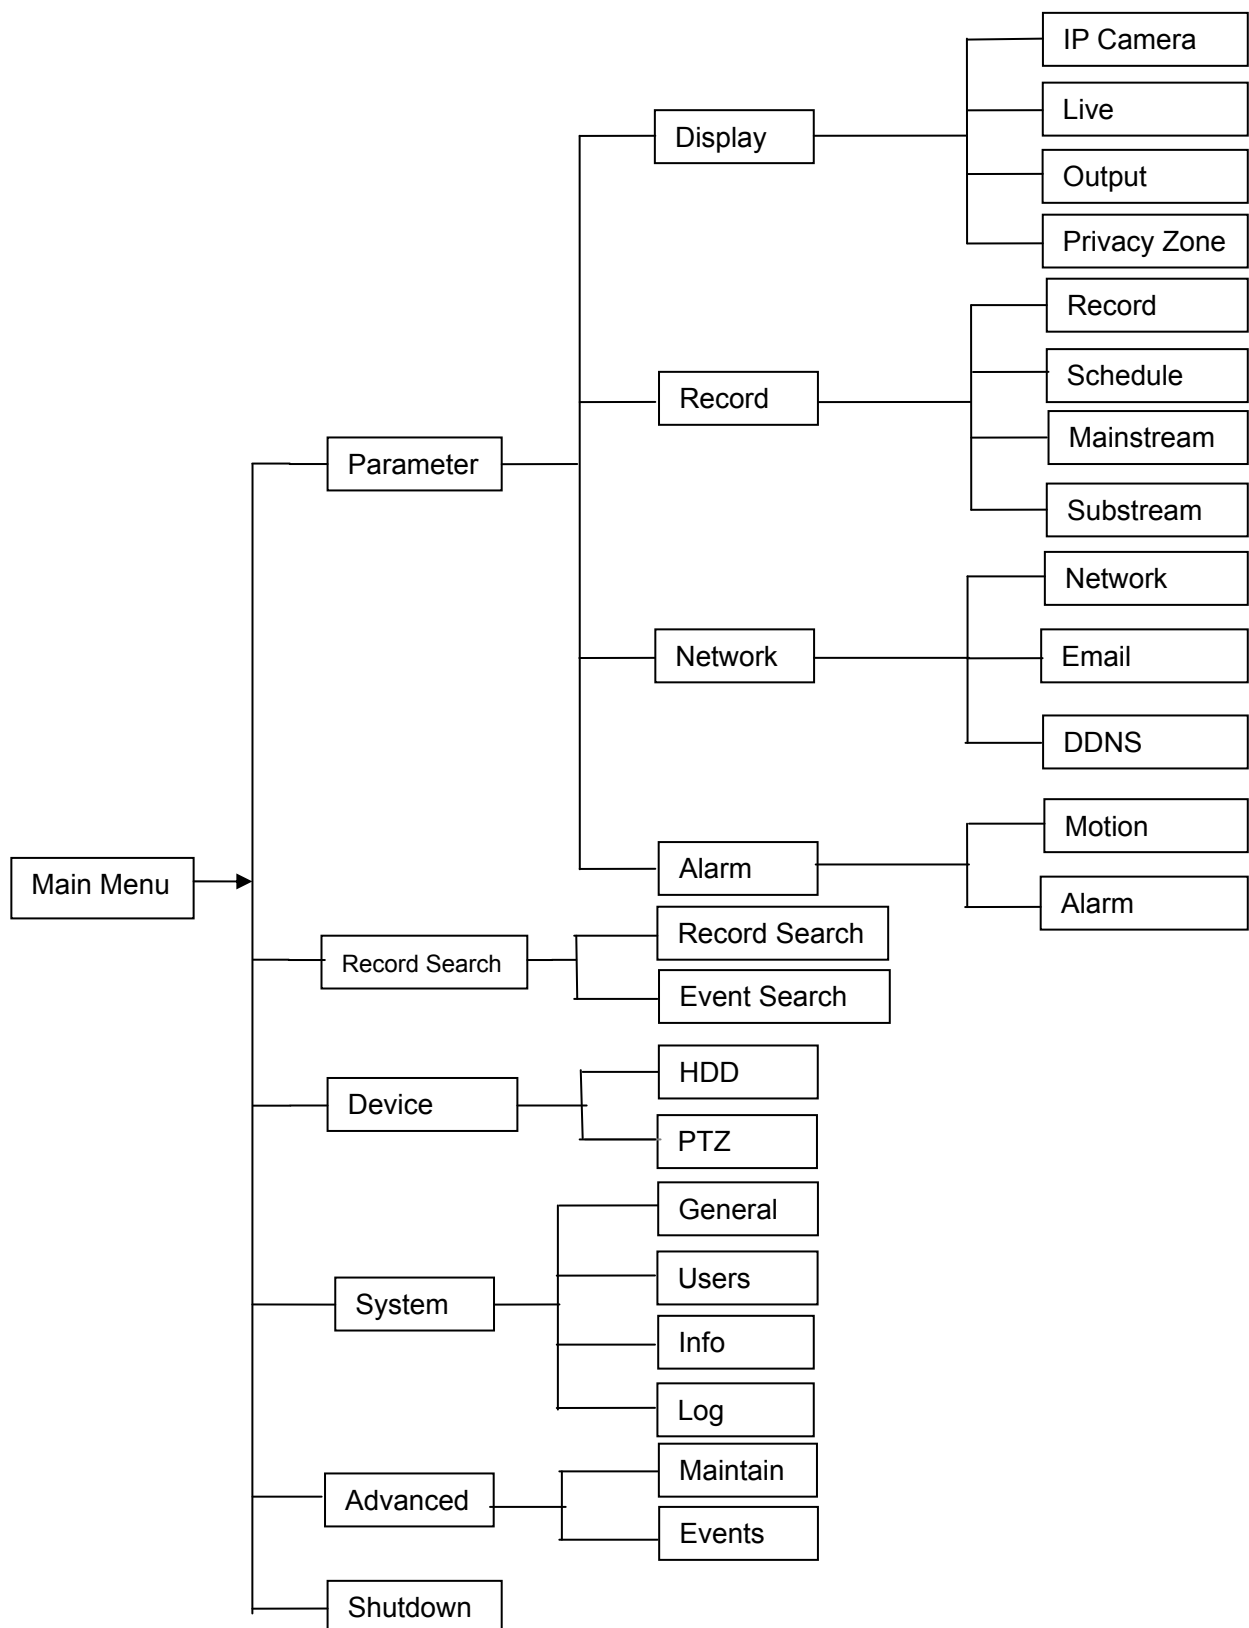 IP Camera
Display
Live
Output
Privacy Zone
Record
Record
Schedule
Mainstream
Parameter
Substream
Network
Network
Email
DDNS
Alarm
Motion
Main Menu
Alarm
Record Search
Record Search
Event Search
Device
HDD
PTZ
System
General
Users
Info
Log
Advanced
Maintain
Events
Shutdown